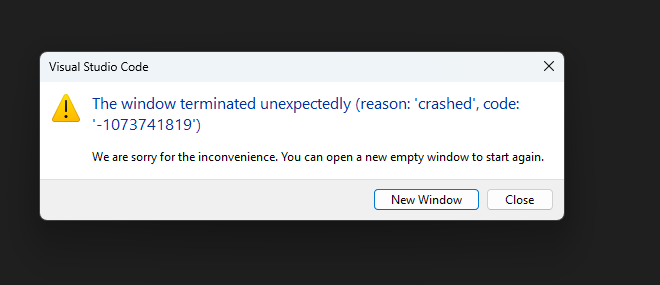 Visual Studio Code
The window terminated unexpectedly (reason: 'crashed', code:
'-1073741819')
We are sorry for the inconvenience. You can open a new empty window to start again.
New Window
Close